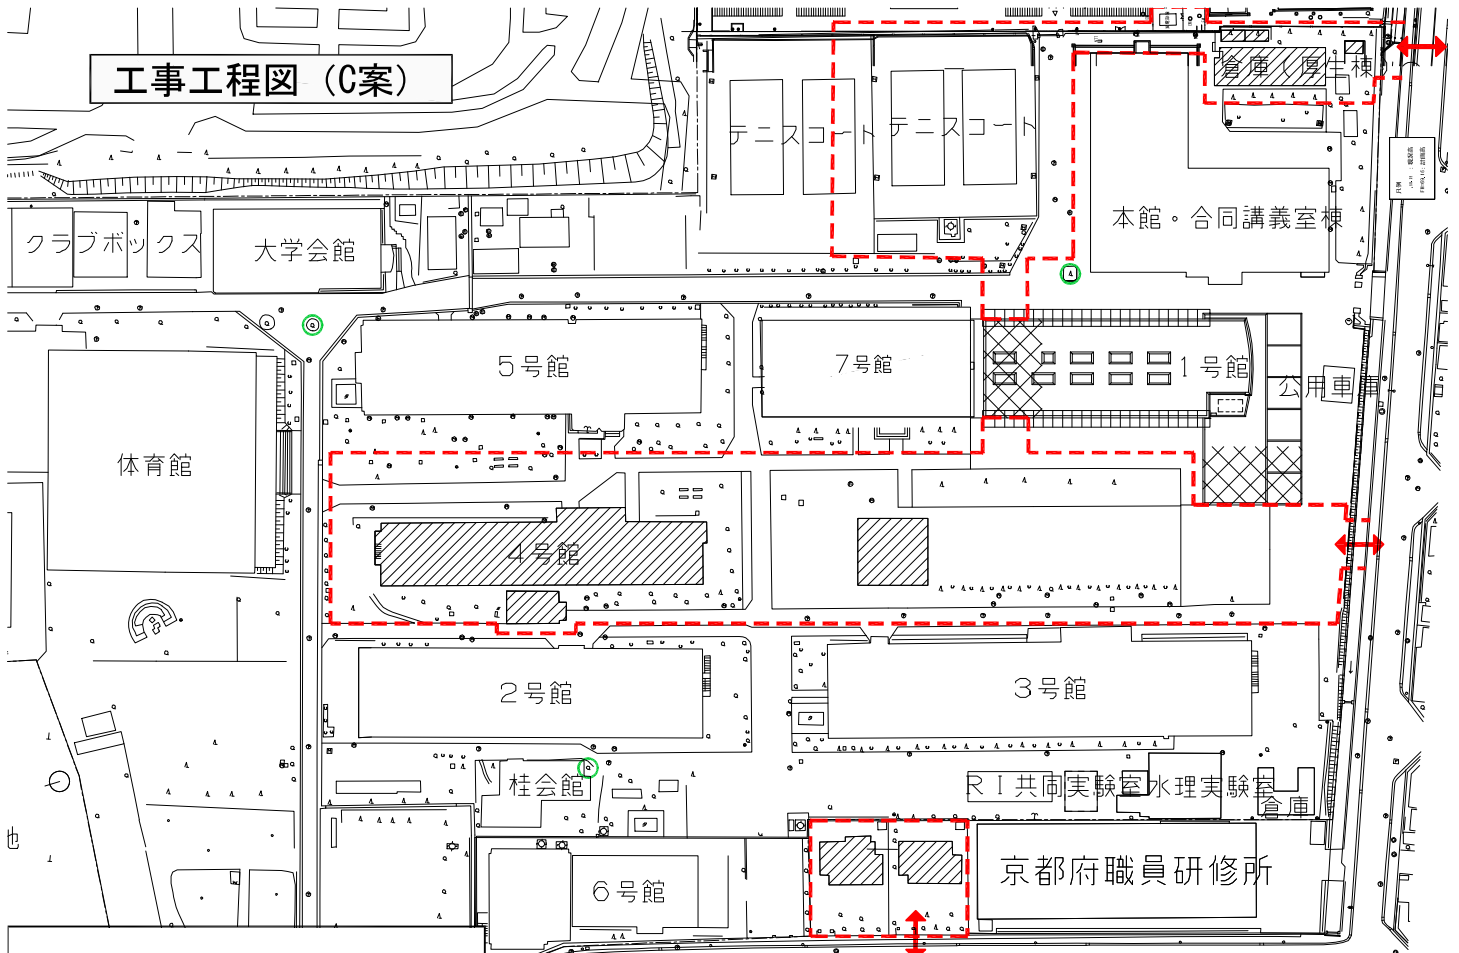 工事工程図（C案）
倉庫（厚生棟）
テニスコート
テニスコート
本館・合同講義室棟
クラブボックス
大学会館
5号館
7号館
1号館
公用車庫
体育館
4号館
2号館
3号館
桂会館
RI共同実験室
水理実験室
倉庫
池
6号館
京都府職員研修所